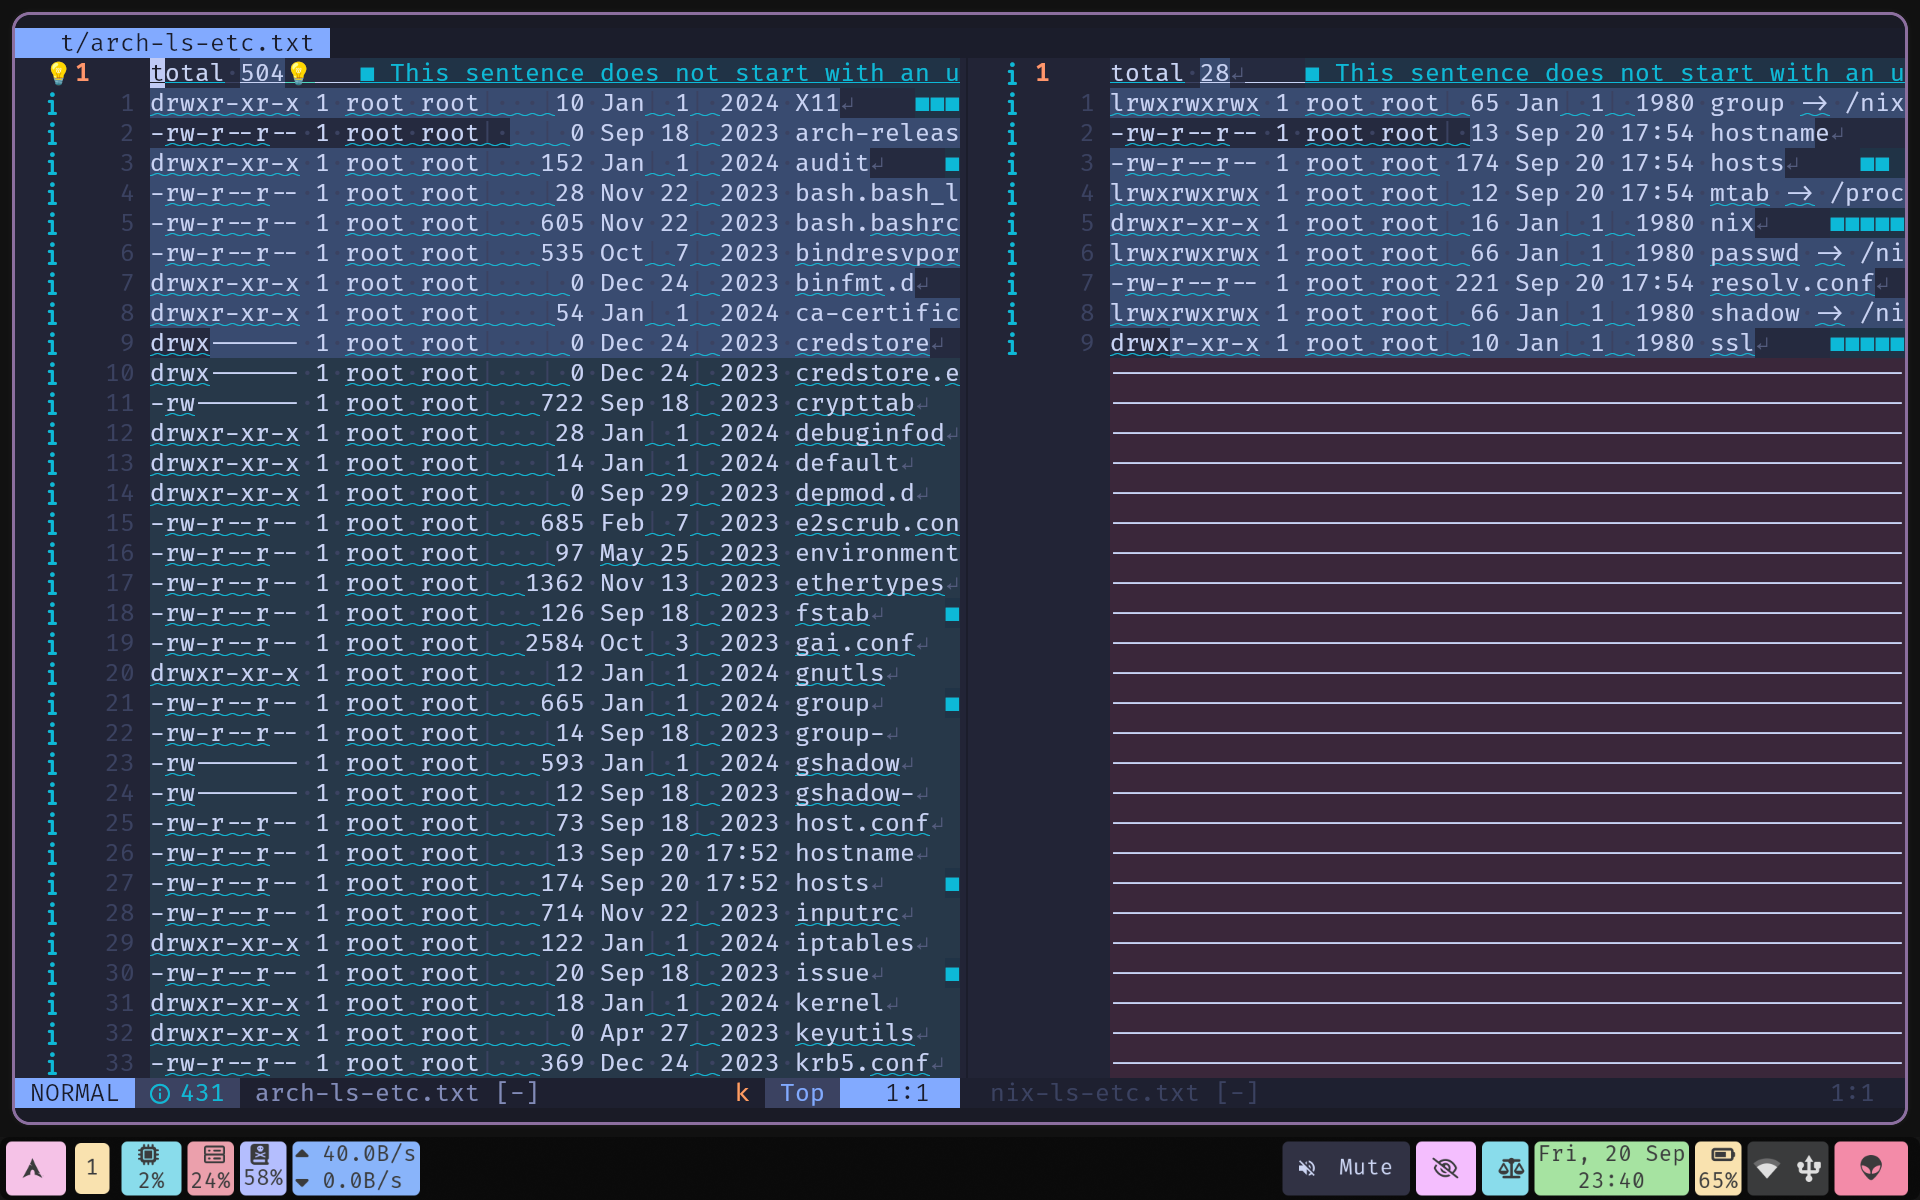 t/arch-ls-etc.txt
1 total 504 ■ This sentence does not start with an u
1 drwxr-xr-x 1 root root 10 Jan 1 2024 X11
2 -rw-r--r-- 1 root root 0 Sep 18 2023 arch-releas
3 drwxr-xr-x 1 root root 152 Jan 1 2024 audit
4 -rw-r--r-- 1 root root 28 Nov 22 2023 bash.bash_l
5 -rw-r--r-- 1 root root 605 Nov 22 2023 bash.bashrc
6 -rw-r--r-- 1 root root 535 Oct 7 2023 bindresvpor
7 drwxr-xr-x 1 root root 0 Dec 24 2023 binfmt.d
8 drwxr-xr-x 1 root root 54 Jan 1 2024 ca-certific
9 drwx------ 1 root root 0 Dec 24 2023 credstore
10 drwx------ 1 root root 0 Dec 24 2023 credstore.e
11 -rw------- 1 root root 722 Sep 18 2023 crypttab
12 drwxr-xr-x 1 root root 28 Jan 1 2024 debuginfod
13 drwxr-xr-x 1 root root 14 Jan 1 2024 default
14 drwxr-xr-x 1 root root 0 Sep 29 2023 depmod.d
15 -rw-r--r-- 1 root root 685 Feb 7 2023 e2scrub.con
16 -rw-r--r-- 1 root root 97 May 25 2023 environment
17 -rw-r--r-- 1 root root 1362 Nov 13 2023 ethertypes
18 -rw-r--r-- 1 root root 126 Sep 18 2023 fstab
19 -rw-r--r-- 1 root root 2584 Oct 3 2023 gai.conf
20 drwxr-xr-x 1 root root 12 Jan 1 2024 gnutls
21 -rw-r--r-- 1 root root 665 Jan 1 2024 group
22 -rw-r--r-- 1 root root 14 Sep 18 2023 group-
23 -rw------- 1 root root 593 Jan 1 2024 gshadow
24 -rw------- 1 root root 12 Sep 18 2023 gshadow-
25 -rw-r--r-- 1 root root 73 Sep 18 2023 host.conf
26 -rw-r--r-- 1 root root 13 Sep 20 17:52 hostname
27 -rw-r--r-- 1 root root 174 Sep 20 17:52 hosts
28 -rw-r--r-- 1 root root 714 Nov 22 2023 inputrc
29 drwxr-xr-x 1 root root 122 Jan 1 2024 iptables
30 -rw-r--r-- 1 root root 20 Sep 18 2023 issue
31 drwxr-xr-x 1 root root 18 Jan 1 2024 kernel
32 drwxr-xr-x 1 root root 0 Apr 27 2023 keyutils
33 -rw-r--r-- 1 root root 369 Dec 24 2023 krb5.conf
NORMAL 431 arch-ls-etc.txt [-] k Top 1:1
1 total 28 ■ This sentence does not start with an u
1 lrwxrwxrwx 1 root root 65 Jan 1 1980 group -> /nix
2 -rw-r--r-- 1 root root 13 Sep 20 17:54 hostname
3 -rw-r--r-- 1 root root 174 Sep 20 17:54 hosts
4 lrwxrwxrwx 1 root root 12 Sep 20 17:54 mtab -> /proc
5 drwxr-xr-x 1 root root 16 Jan 1 1980 nix
6 lrwxrwxrwx 1 root root 66 Jan 1 1980 passwd -> /ni
7 -rw-r--r-- 1 root root 221 Sep 20 17:54 resolv.conf
8 lrwxrwxrwx 1 root root 66 Jan 1 1980 shadow -> /ni
9 drwxr-xr-x 1 root root 10 Jan 1 1980 ssl
nix-ls-etc.txt [-] 1:1
1
2%
24%
58%
40.0B/s
0.0B/s
Mute
Fri, 20 Sep
23:40
65%